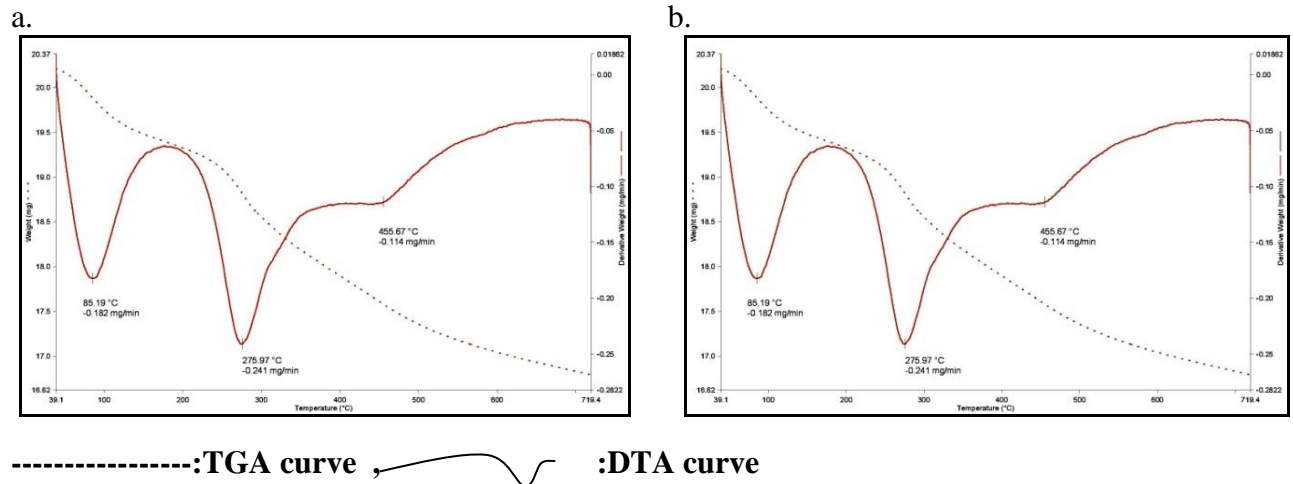 a.
b.
20.37
20.0
19.5
19.0
18.5
18.0
17.5
17.0
16.62
Weight (mg)
39.1 100 200 300 400 500 600 719.4
Temperature (°C)
0.01862
0.00
-0.05
-0.10
-0.15
-0.20
-0.25
-0.2822
Derivative Weight (mg/min)
85.19 °C
-0.182 mg/min
275.97 °C
-0.241 mg/min
455.67 °C
-0.114 mg/min
20.37
20.0
19.5
19.0
18.5
18.0
17.5
17.0
16.62
Weight (mg)
39.1 100 200 300 400 500 600 719.4
Temperature (°C)
0.01862
0.00
-0.05
-0.10
-0.15
-0.20
-0.25
-0.2822
Derivative Weight (mg/min)
85.19 °C
-0.182 mg/min
275.97 °C
-0.241 mg/min
455.67 °C
-0.114 mg/min
-----------------:TGA curve , :DTA curve